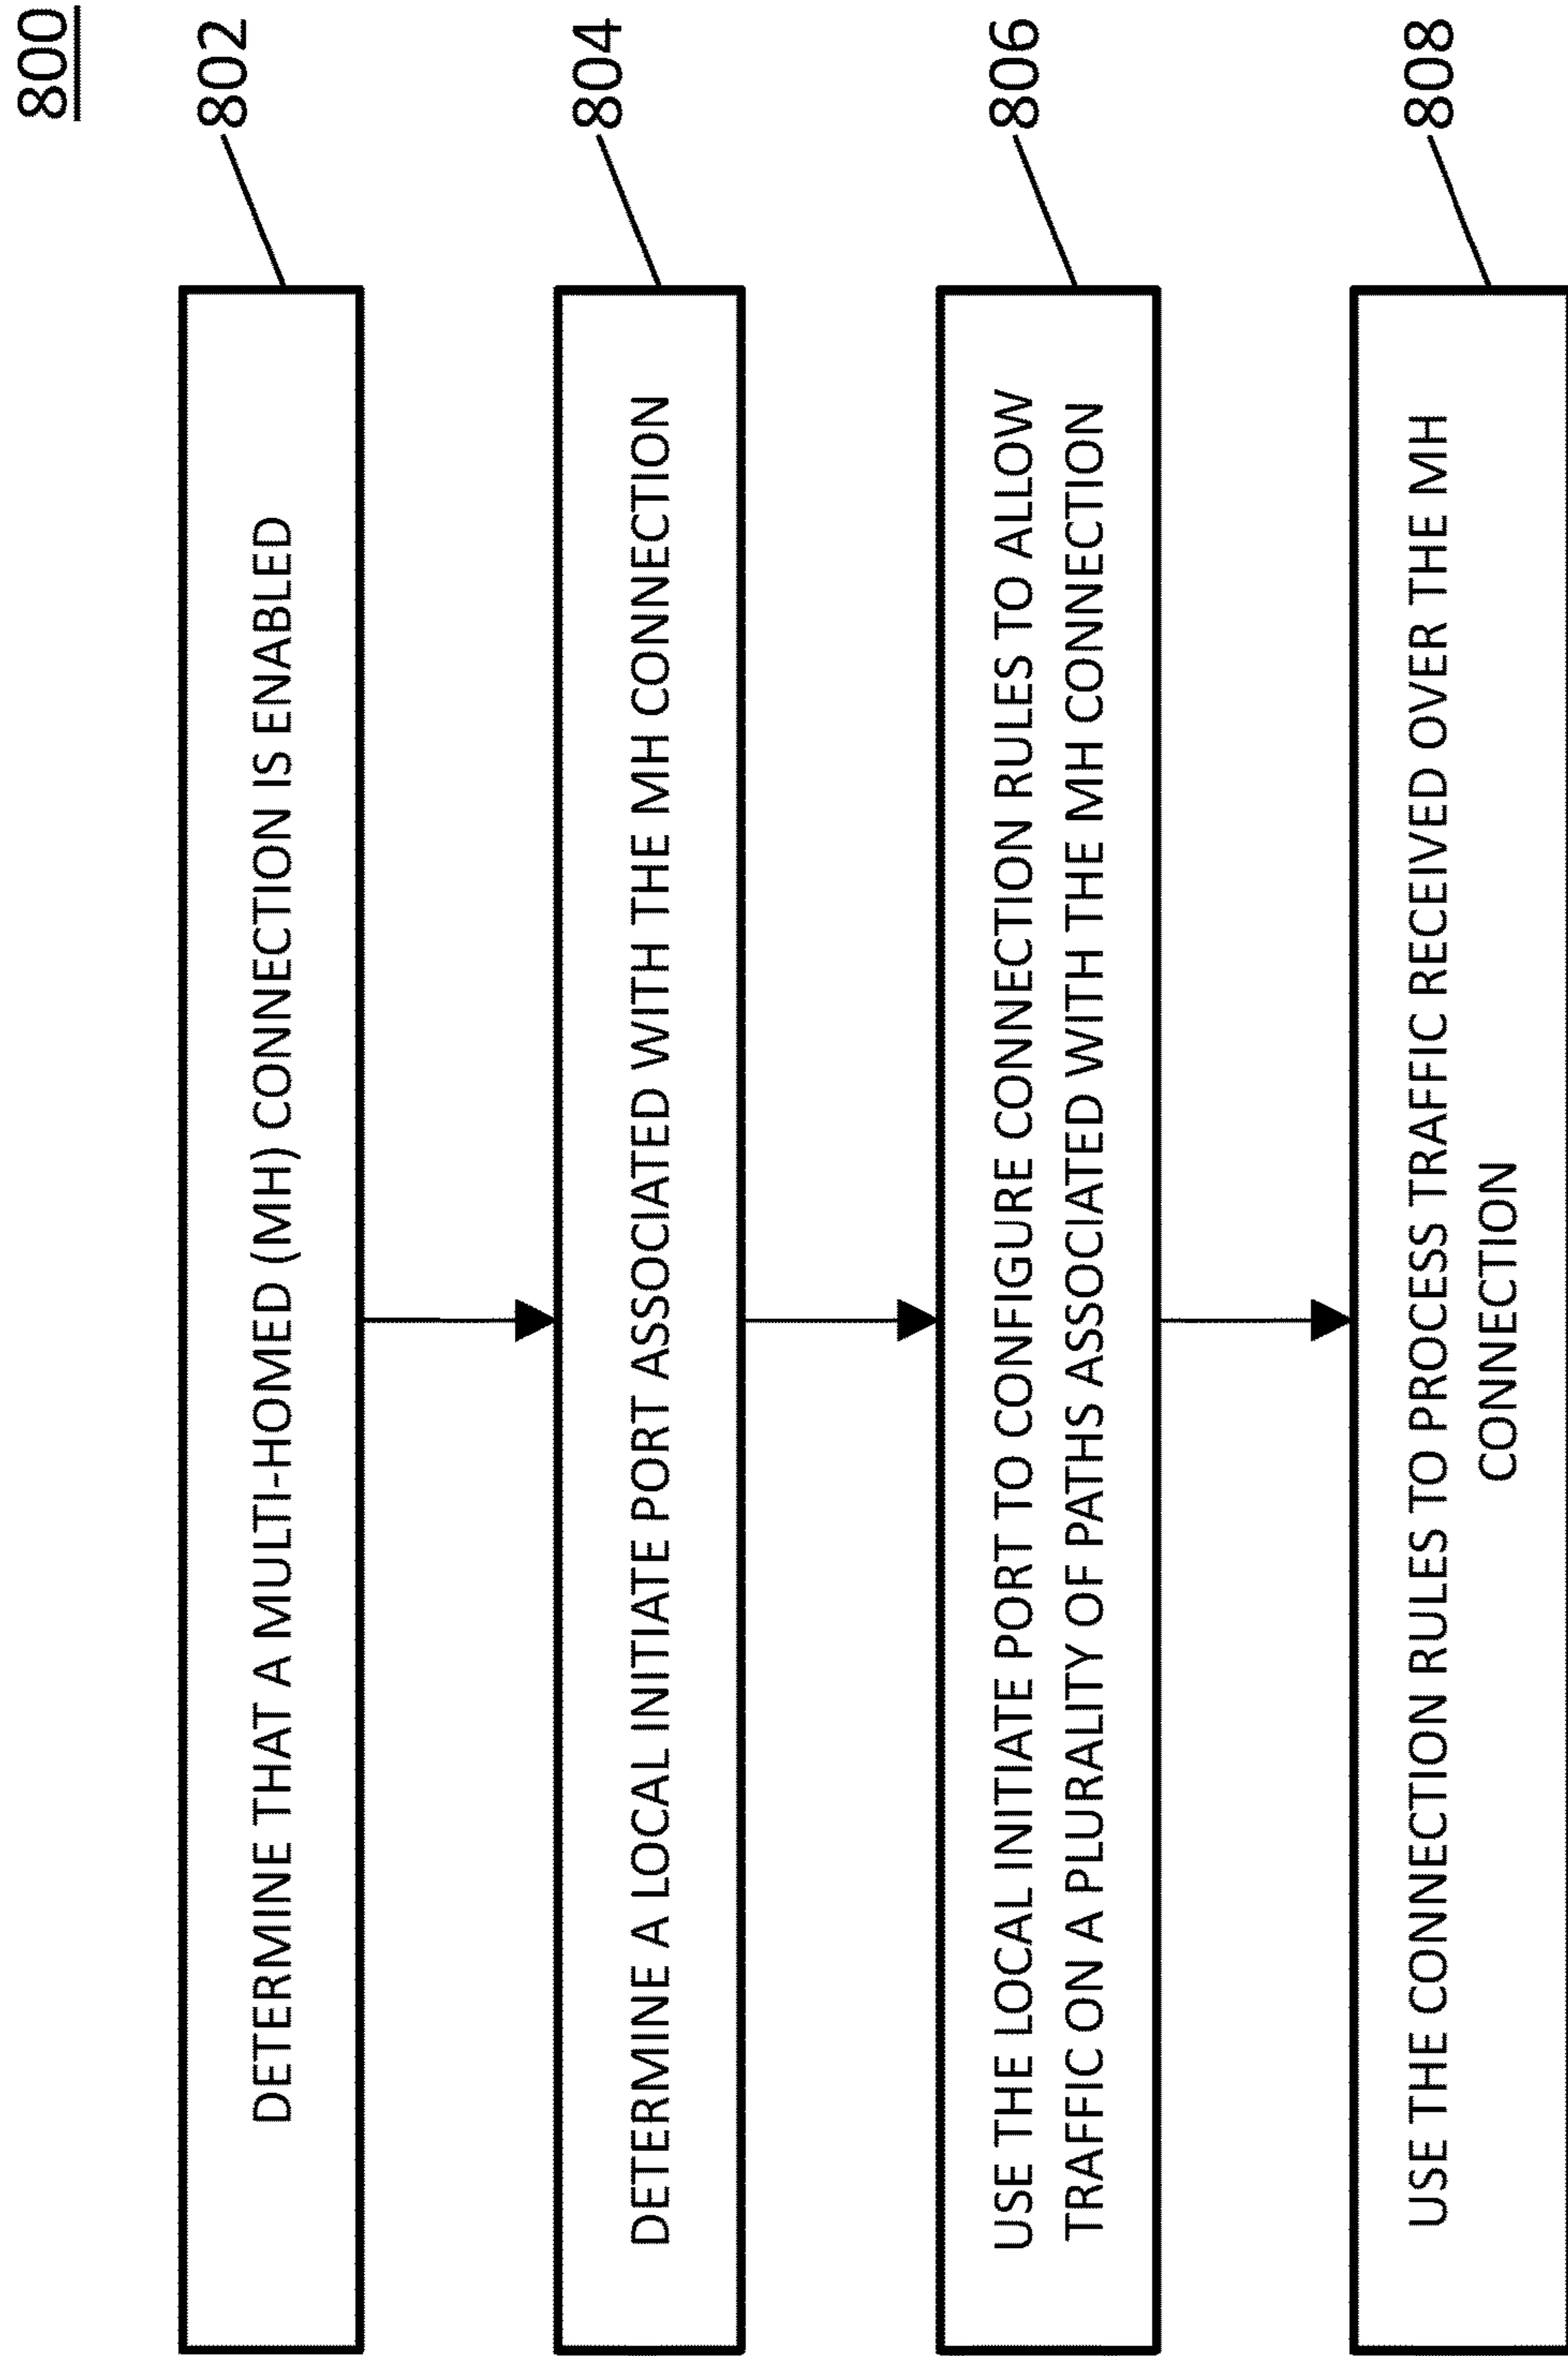 800
802
DETERMINE THAT A MULTI-HOMED (MH) CONNECTION IS ENABLED
804
DETERMINE A LOCAL INITIATE PORT ASSOCIATED WITH THE MH CONNECTION
806
USE THE LOCAL INITIATE PORT TO CONFIGURE CONNECTION RULES TO ALLOW
TRAFFIC ON A PLURALITY OF PATHS ASSOCIATED WITH THE MH CONNECTION
808
USE THE CONNECTION RULES TO PROCESS TRAFFIC RECEIVED OVER THE MH
CONNECTION